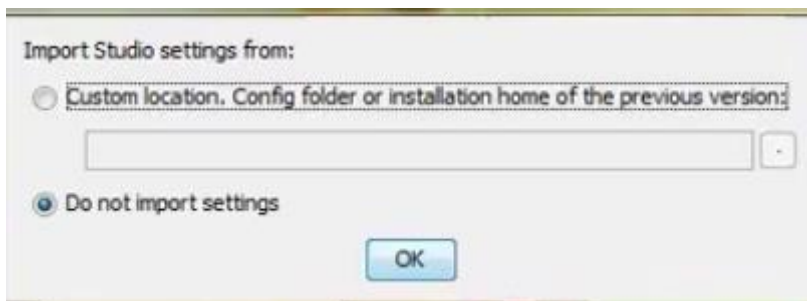 Import Studio settings from:
Custom location. Config folder or installation home of the previous version:
Do not import settings
OK